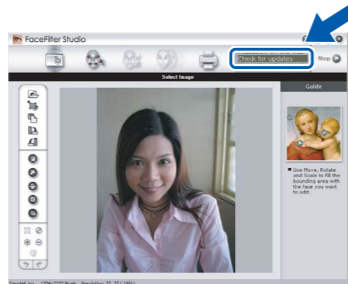 FaceFilter Studio
Check for updates
Step
Select Image
Guide
Use Move, Rotate
and Scale to fill the
bounding area with
the face you want
to edit.